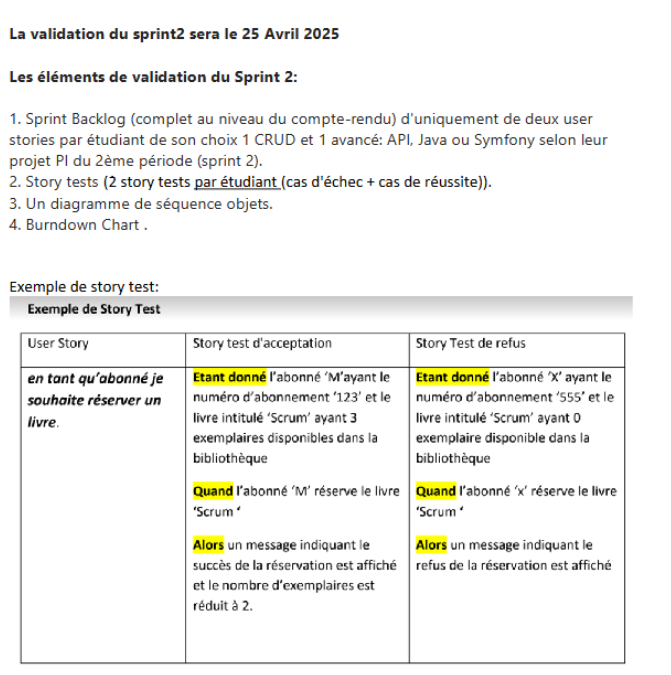 La validation du sprint2 sera le 25 Avril 2025
Les éléments de validation du Sprint 2:
1. Sprint Backlog (complet au niveau du compte-rendu) d'uniquement de deux user
stories par étudiant de son choix 1 CRUD et 1 avancé: API, Java ou Symfony selon leur
projet PI du 2ème période (sprint 2).
2. Story tests (2 story tests par étudiant (cas d'échec + cas de réussite)).
3. Un diagramme de séquence objets.
4. Burndown Chart .
Exemple de story test:
Exemple de Story Test
User Story
Story test d'acceptation
Story Test de refus
en tant qu'abonné je
souhaite réserver un
livre.
Etant donné l'abonné 'M'ayant le
numéro d'abonnement '123' et le
livre intitulé 'Scrum' ayant 3
exemplaires disponibles dans la
bibliothèque
Quand l'abonné 'M' réserve le livre
'Scrum '
Alors un message indiquant le
succès de la réservation est affiché
et le nombre d'exemplaires est
réduit à 2.
Etant donné l'abonné 'X' ayant le
numéro d'abonnement '555' et le
livre intitulé 'Scrum' ayant 0
exemplaire disponible dans la
bibliothèque
Quand l'abonné 'x' réserve le livre
'Scrum '
Alors un message indiquant le
refus de la réservation est affiché